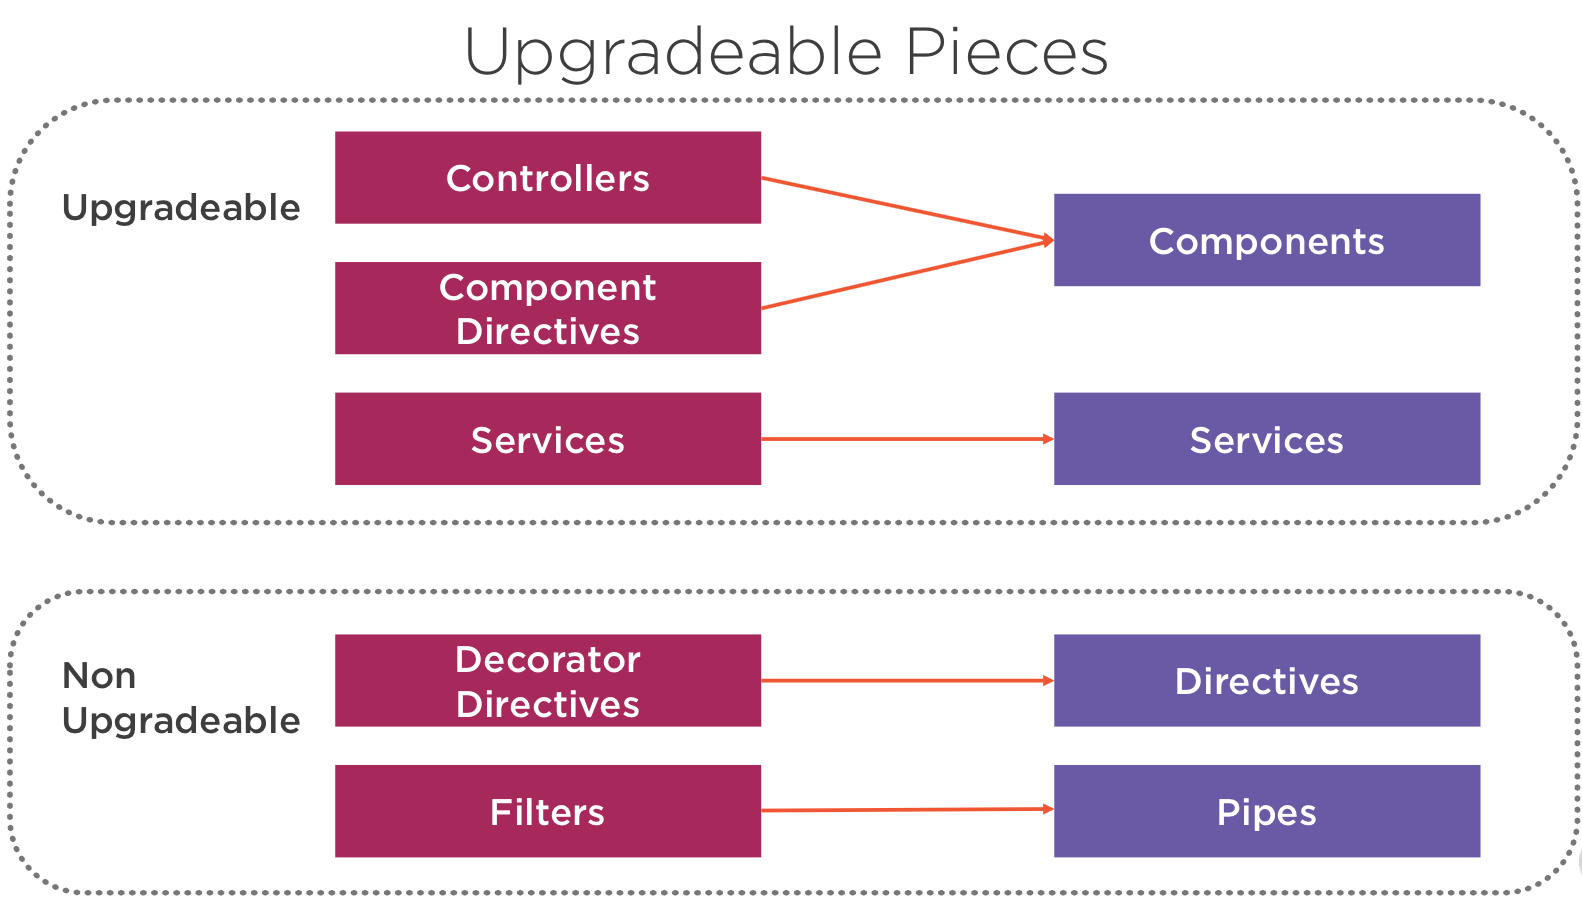 Upgradeable Pieces
Upgradeable
Controllers
Component
Directives
Components
Services
Services
Non
Upgradeable
Decorator
Directives
Directives
Filters
Pipes